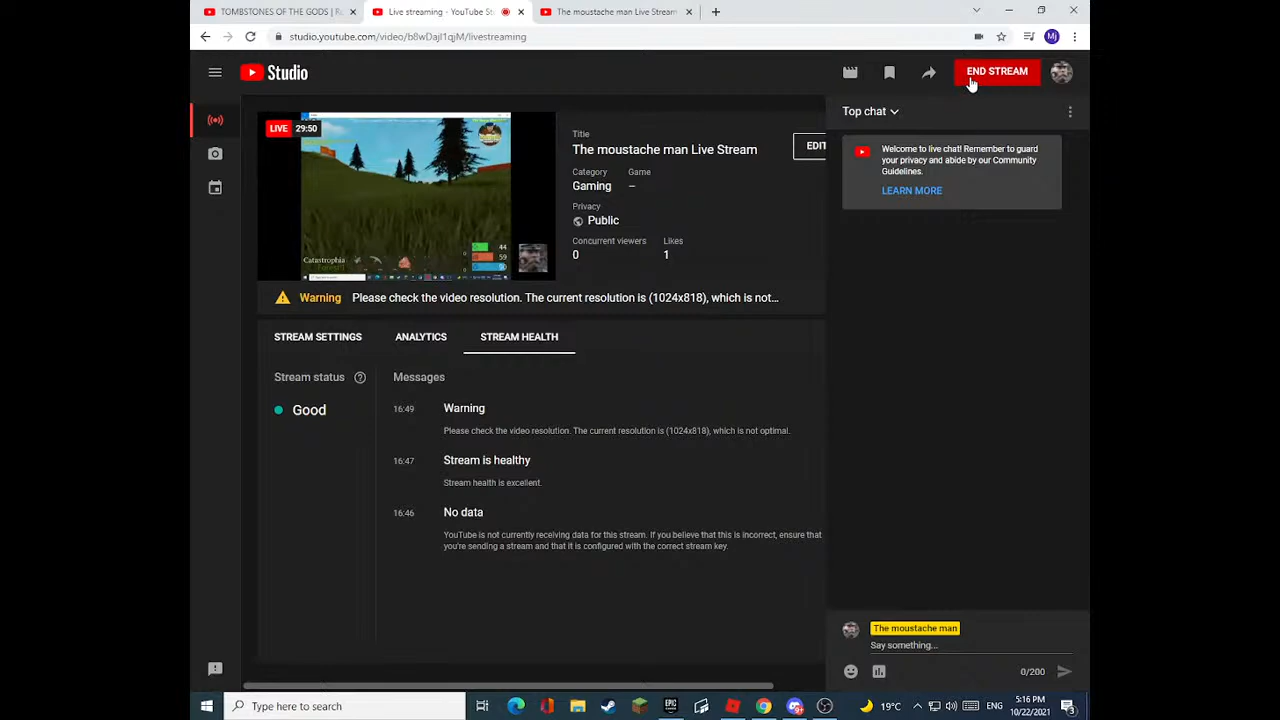 TOMBSTONES OF THE GODS | R
Live streaming - YouTube St
The moustache man Live Stream
studio.youtube.com/video/b8wDajI1qjM/livestreaming
Mj
Studio
END STREAM
LIVE 29:50
44
59
Catastrophia
Title
The moustache man Live Stream
EDIT
Category
Game
Gaming
–
Privacy
Public
Concurrent viewers
Likes
0
1
Warning Please check the video resolution. The current resolution is (1024x818), which is not...
STREAM SETTINGS
ANALYTICS
STREAM HEALTH
Stream status
Good
Messages
16:49 Warning
Please check the video resolution. The current resolution is (1024x818), which is not optimal.
16:47 Stream is healthy
Stream health is excellent.
16:46 No data
YouTube is not currently receiving data for this stream. If you believe that this is incorrect, ensure that
you're sending a stream and that it is configured with the correct stream key.
Top chat
Welcome to live chat! Remember to guard
your privacy and abide by our Community
Guidelines.
LEARN MORE
The moustache man
Say something...
0/200
Type here to search
EPIC
19°C
ENG
5:16 PM
10/22/2021
3